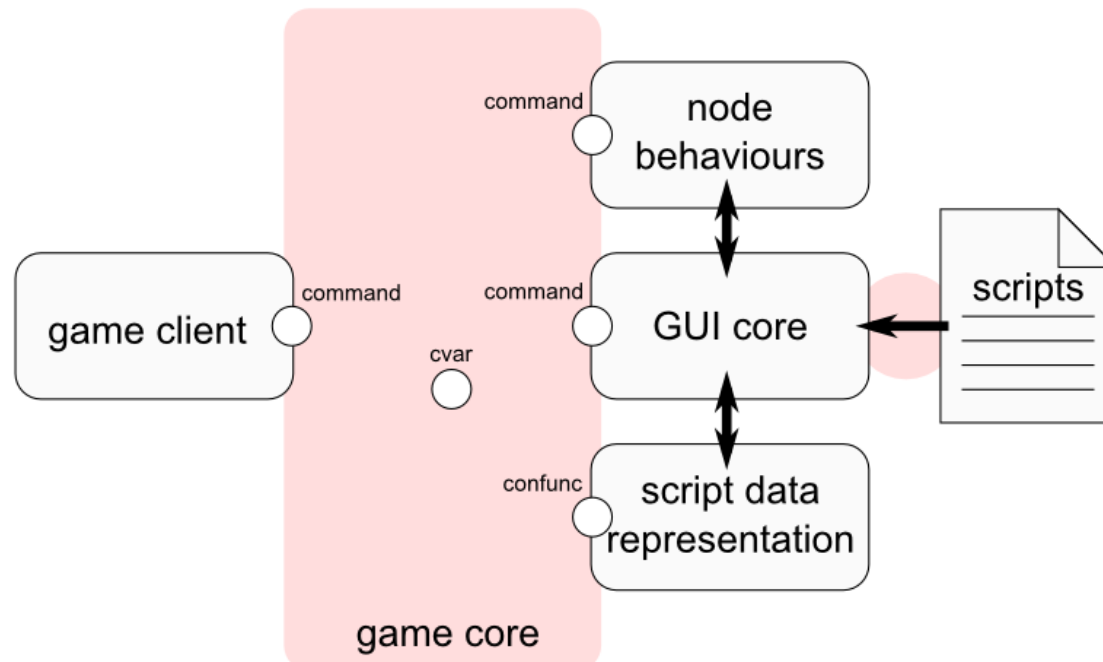 command
node
behaviours
game client
command
command
GUI core
scripts
cvar
confunc
script data
representation
game core